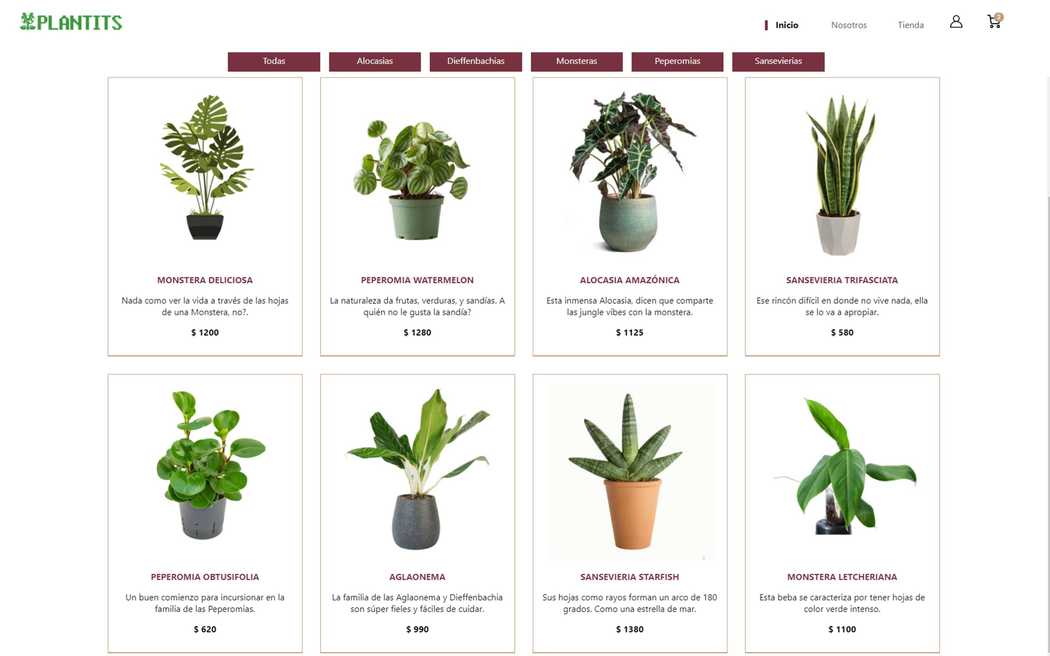 PLANTITS
Inicio
Nosotros
Tienda
2
Todas
Alocasias
Dieffenbachias
Monsteras
Peperomias
Sansevierias
MONSTERA DELICIOSA
Nada como ver la vida a través de las hojas
de una Monstera, no?.
$ 1200
PEPEROMIA WATERMELON
La naturaleza da frutas, verduras, y sandías. A
quién no le gusta la sandía?
$ 1280
ALOCASIA AMAZÓNICA
Esta inmensa Alocasia, dicen que comparte
las jungle vibes con la monstera.
$ 1125
SANSEVIERIA TRIFASCIATA
Ese rincón difícil en donde no vive nada, ella
se lo va a apropiar.
$ 580
PEPEROMIA OBTUSIFOLIA
Un buen comienzo para incursionar en la
familia de las Peperomias.
$ 620
AGLAONEMA
La familia de las Aglaonema y Dieffenbachia
son súper fieles y fáciles de cuidar.
$ 990
SANSEVIERIA STARFISH
Sus hojas como rayos forman un arco de 180
grados. Como una estrella de mar.
$ 1380
MONSTERA LETCHERIANA
Esta beba se caracteriza por tener hojas de
color verde intenso.
$ 1100